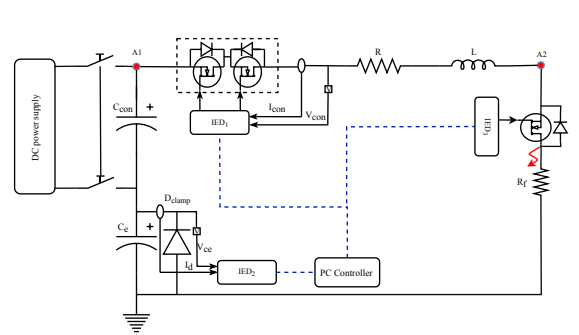 A1
A2
R
L
DC power supply
Ccon
+
Icon
Vcon
IED1
IED3
Rf
Dclamp
Ce
+
Vce
Id
IED2
PC Controller